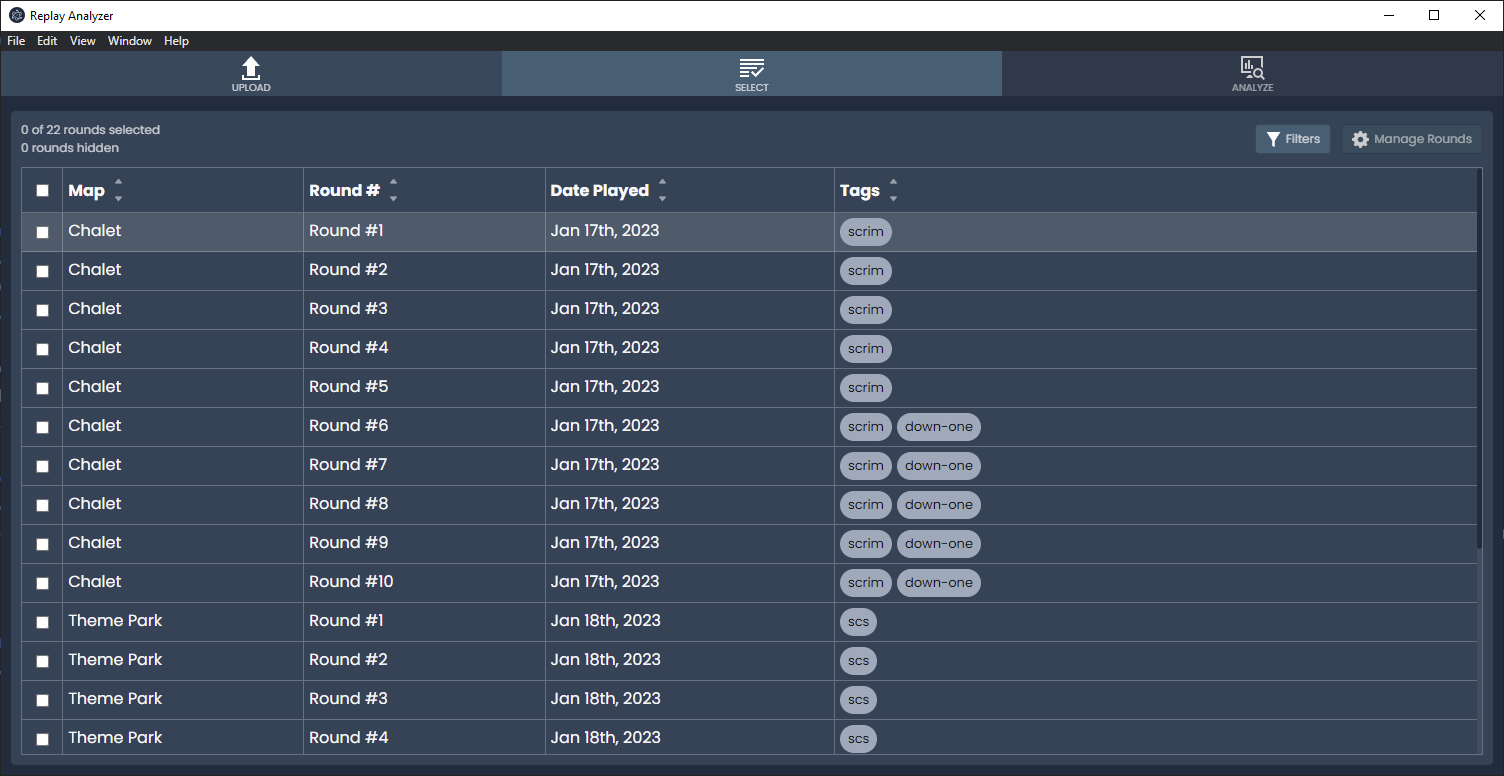 Replay Analyzer
File Edit View Window Help
UPLOAD SELECT ANALYZE
0 of 22 rounds selected
0 rounds hidden
Filters Manage Rounds
Map Round # Date Played Tags
Chalet Round #1 Jan 17th, 2023 scrim
Chalet Round #2 Jan 17th, 2023 scrim
Chalet Round #3 Jan 17th, 2023 scrim
Chalet Round #4 Jan 17th, 2023 scrim
Chalet Round #5 Jan 17th, 2023 scrim
Chalet Round #6 Jan 17th, 2023 scrim down-one
Chalet Round #7 Jan 17th, 2023 scrim down-one
Chalet Round #8 Jan 17th, 2023 scrim down-one
Chalet Round #9 Jan 17th, 2023 scrim down-one
Chalet Round #10 Jan 17th, 2023 scrim down-one
Theme Park Round #1 Jan 18th, 2023 scs
Theme Park Round #2 Jan 18th, 2023 scs
Theme Park Round #3 Jan 18th, 2023 scs
Theme Park Round #4 Jan 18th, 2023 scs